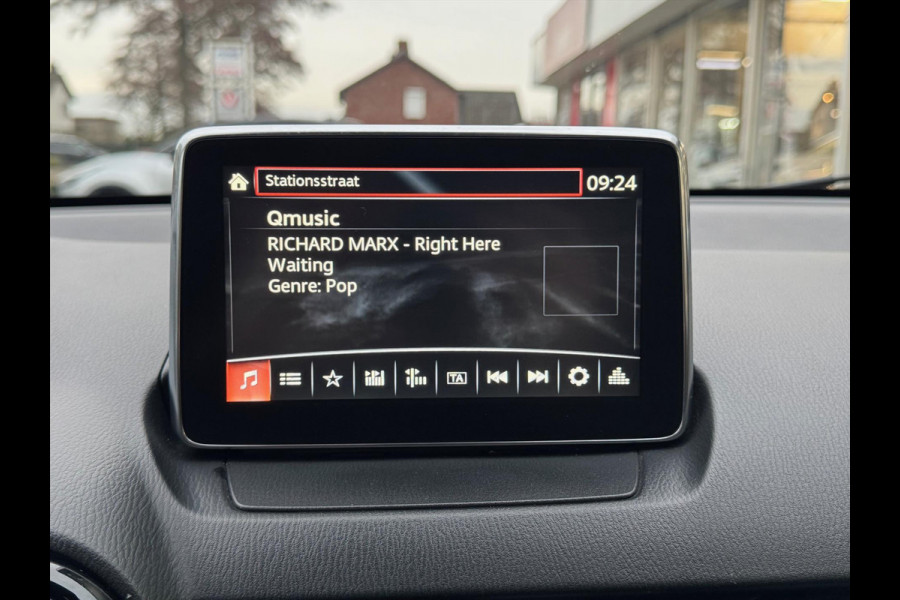 Stationsstraat
09:24
Qmusic
RICHARD MARX - Right Here
Waiting
Genre: Pop
TA